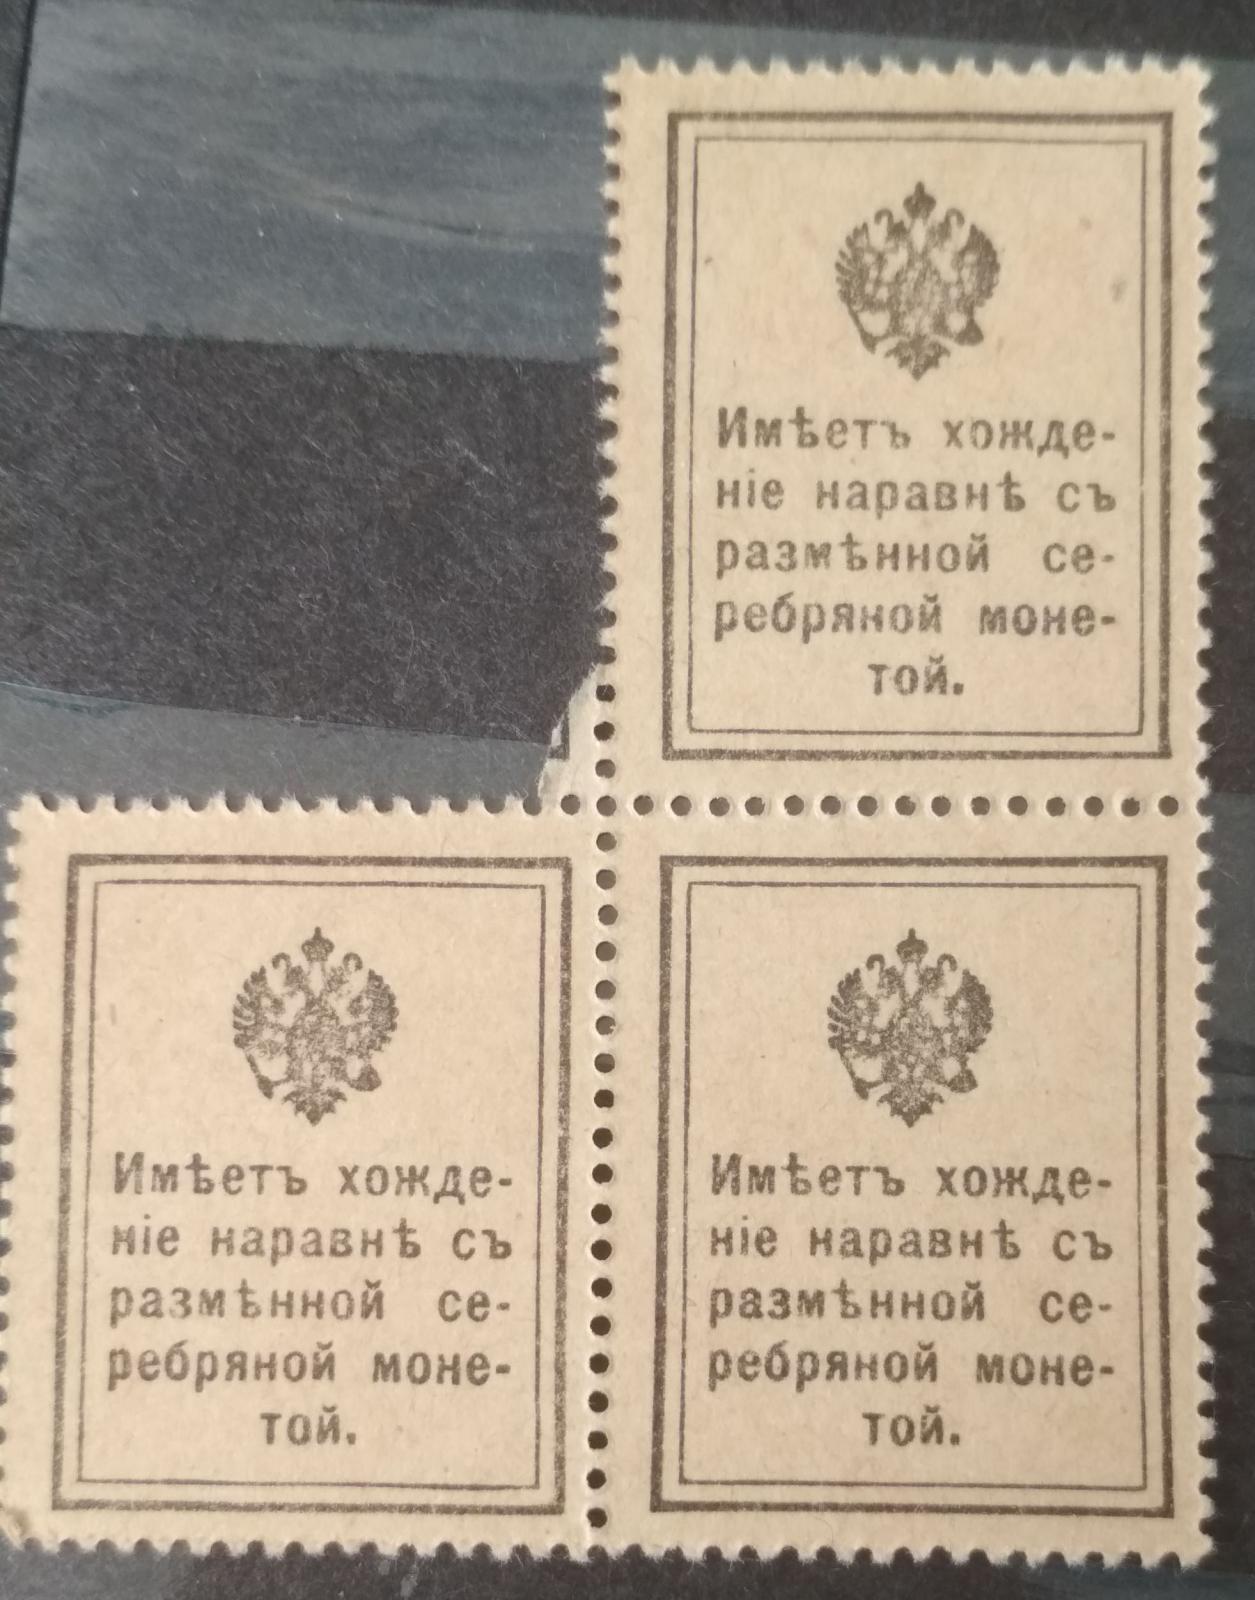 Имѣетъ хожде-
ніе наравнѣ съ
размѣнной се-
ребряной моне-
той.
Имѣетъ хожде-
ніе наравнѣ съ
размѣнной се-
ребряной моне-
той.
Имѣетъ хожде-
ніе наравнѣ съ
размѣнной се-
ребряной моне-
той.